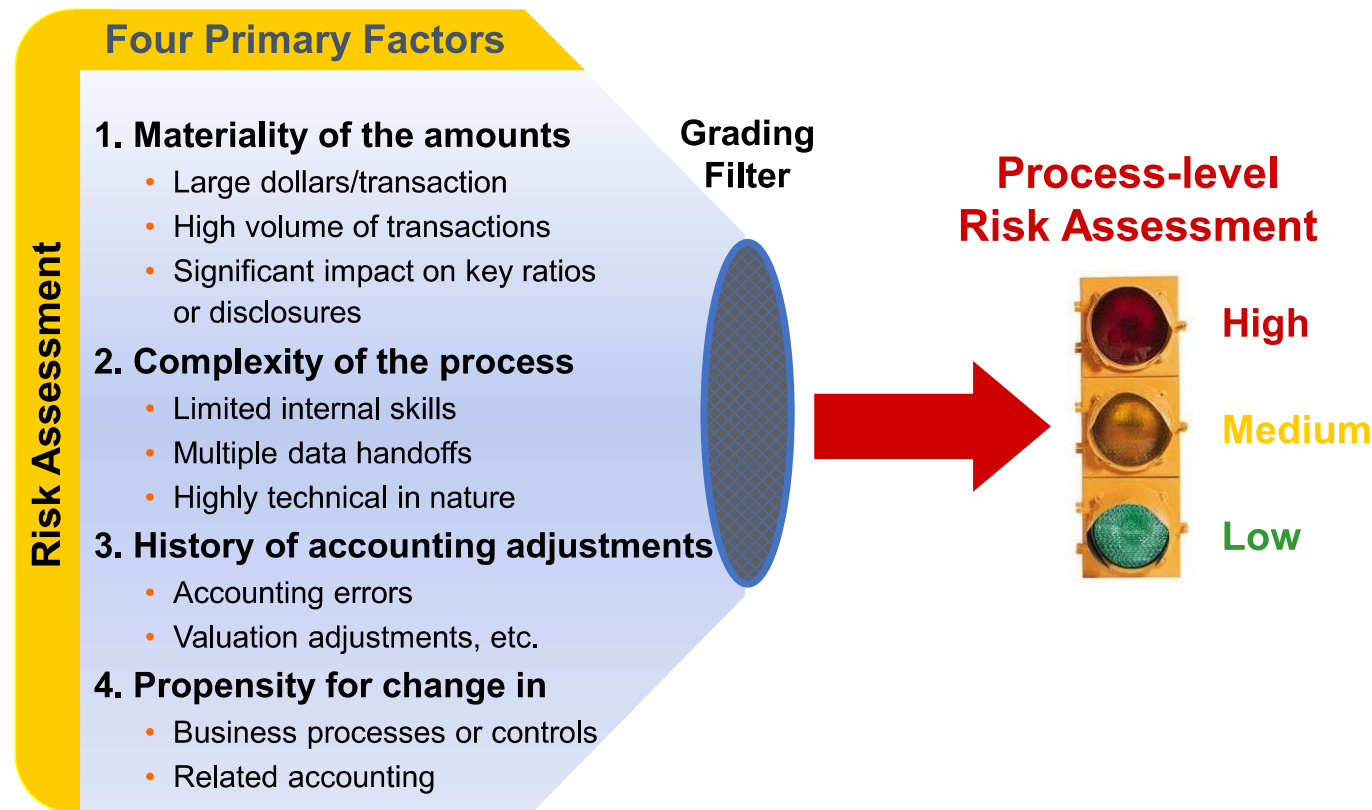 Four Primary Factors
Risk Assessment
1. Materiality of the amounts
• Large dollars/transaction
• High volume of transactions
• Significant impact on key ratios
or disclosures
2. Complexity of the process
• Limited internal skills
• Multiple data handoffs
• Highly technical in nature
3. History of accounting adjustments
• Accounting errors
• Valuation adjustments, etc.
4. Propensity for change in
• Business processes or controls
• Related accounting
Grading
Filter
Process-level
Risk Assessment
High
Medium
Low